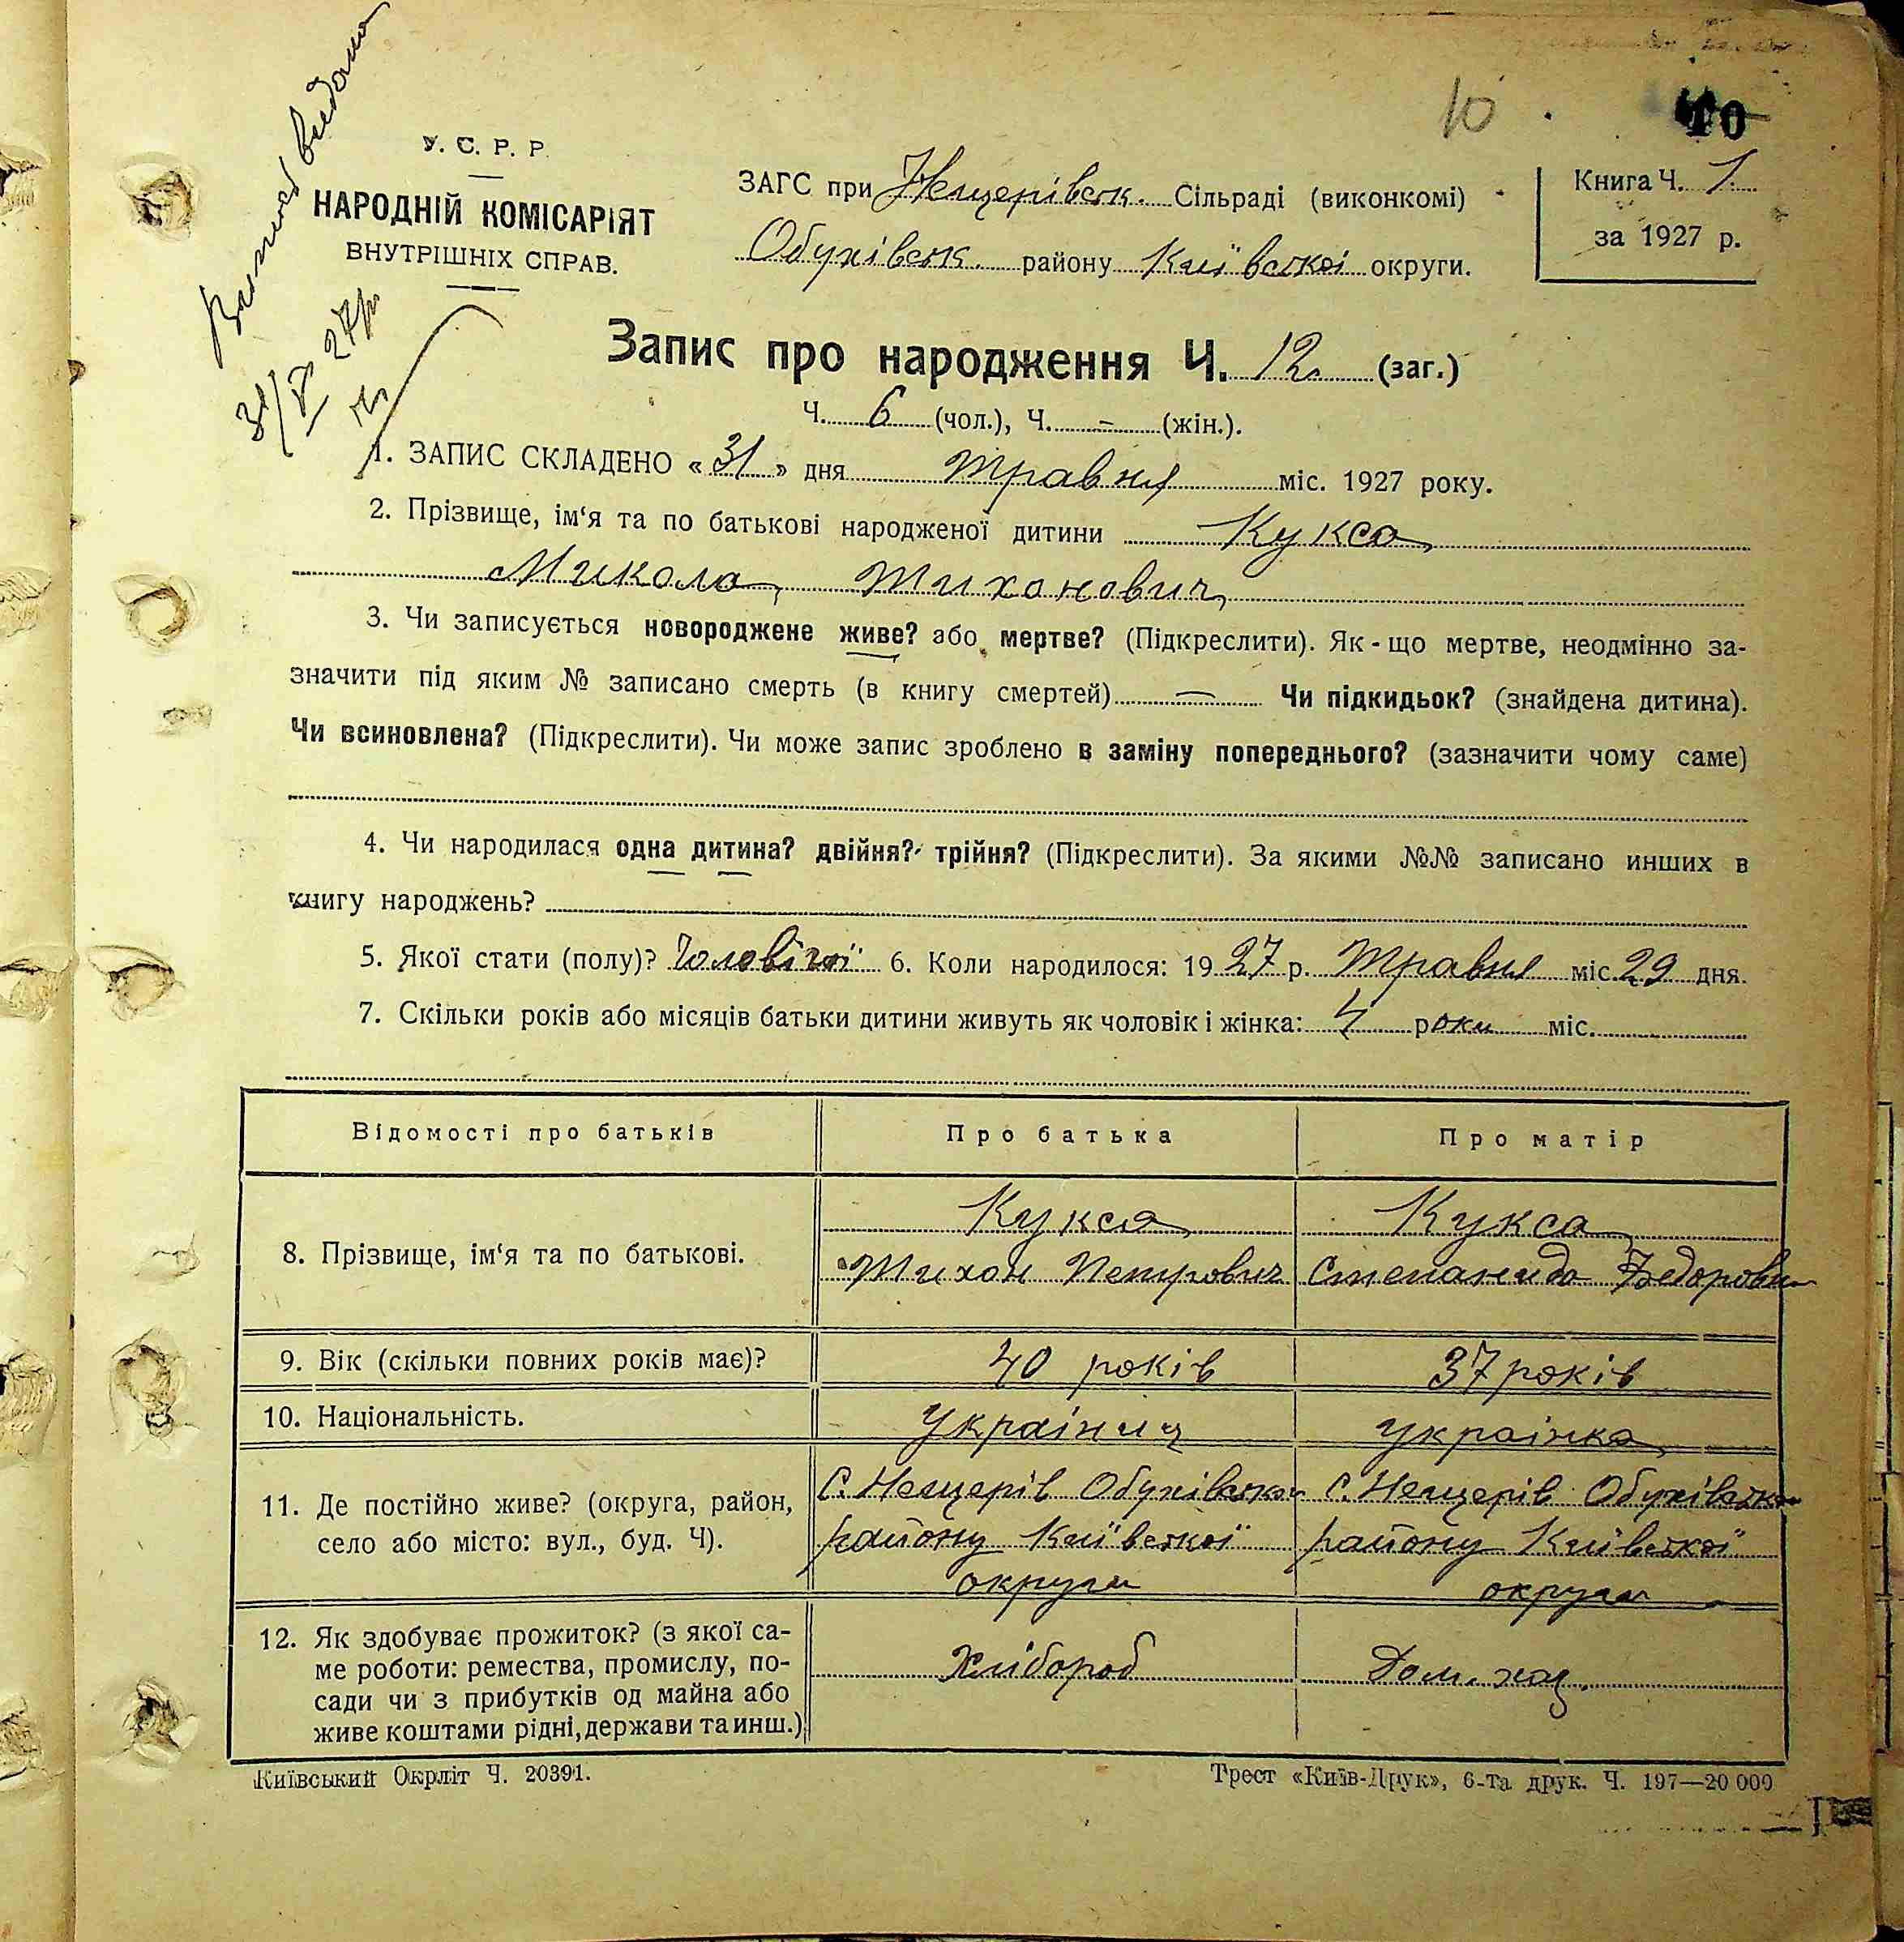 Витяг видано
31/V 27р
10
10
У. С. Р. Р.
НАРОДНІЙ КОМІСАРІЯТ
ВНУТРІШНІХ СПРАВ.
ЗАГС при Нещерівськ. Сільраді (виконкомі)
Обухівськ. району Київської округи.
Книга Ч. 1.
за 1927 р.
Запис про народження Ч. 12 (заг.)
Ч. 6 (чол.), Ч. – (жін.).
1. ЗАПИС СКЛАДЕНО « 31 » дня Травня міс. 1927 року.
2. Прізвище, ім‘я та по батькові народженої дитини Кукса
Микола Тихонович
3. Чи записується новороджене живе? або мертве? (Підкреслити). Як - що мертве, неодмінно за-
значити під яким № записано смерть (в книгу смертей) — Чи підкидьок? (знайдена дитина).
Чи всиновлена? (Підкреслити). Чи може запис зроблено в заміну попереднього? (зазначити чому саме)
4. Чи народилася одна дитина? двійня? трійня? (Підкреслити). За якими №№ записано инших в
книгу народжень?
5. Якої стати (полу)? Чоловічої 6. Коли народилося: 1927 р. Травня міс. 29 дня.
7. Скільки років або місяців батьки дитини живуть як чоловік і жінка: 4 роки міс.
Відомості про батьків Про батька Про матір
8. Прізвище, ім‘я та по батькові.
Кукса
Тихон Петрович
Кукса
Степанида Федоровн
9. Вік (скільки повних років має)? 40 років 37 років
10. Національність. Українец Українка
11. Де постійно живе? (округа, район,
село або місто: вул., буд. Ч).
С. Нещерів Обухівськ
району Київської
округи
С. Нещерів Обухівськ
району Київської
округи
12. Як здобуває прожиток? (з якої са-
ме роботи: ремества, промислу, по-
сади чи з прибутків од майна або
живе коштами рідні, держави та инш.)
Хлібороб
Дом. хаз.
Київський Окрліт Ч. 20391.
Трест «Київ-Друк», 6-та друк. Ч. 197—20 000